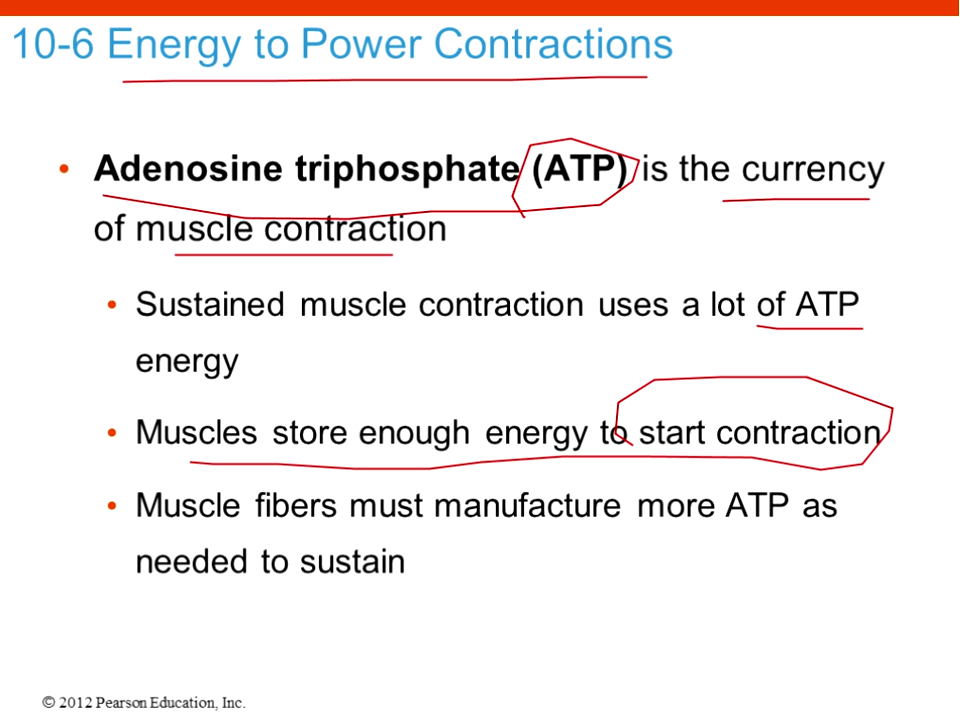 10-6 Energy to Power Contractions
• Adenosine triphosphate (ATP) is the currency
of muscle contraction
• Sustained muscle contraction uses a lot of ATP
energy
• Muscles store enough energy to start contraction
• Muscle fibers must manufacture more ATP as
needed to sustain
© 2012 Pearson Education, Inc.